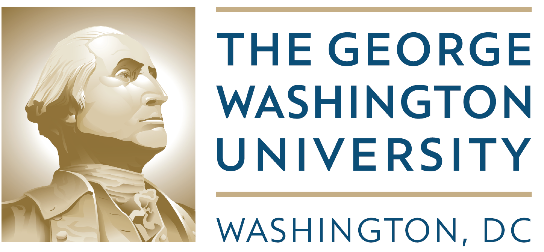 THE GEORGE
WASHINGTON
UNIVERSITY
WASHINGTON, DC